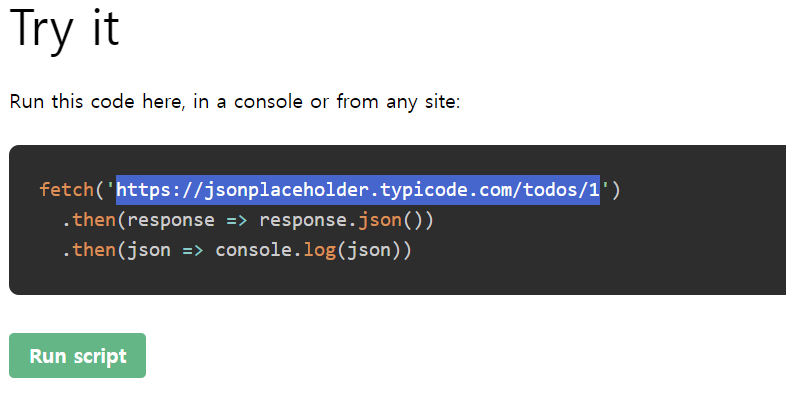 Try it
Run this code here, in a console or from any site:
fetch('https://jsonplaceholder.typicode.com/todos/1')
.then(response => response.json())
.then(json => console.log(json))
Run script